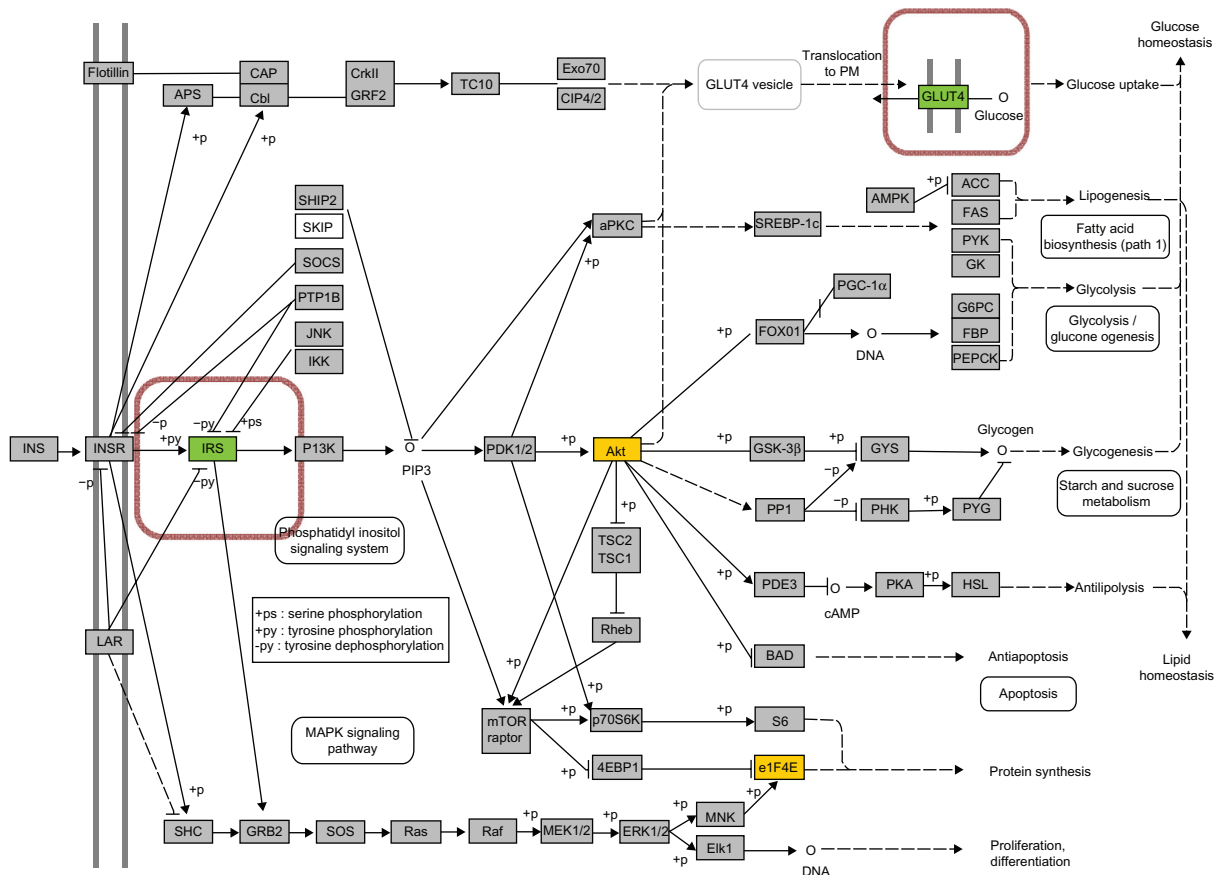 Glucose
homeostasis
Flotillin
CAP
CrkII
Exo70
Translocation
to PM
APS
Cbl
GRF2
TC10
CIP4/2
GLUT4 vesicle
GLUT4
O
Glucose
Glucose uptake
+p
+p
SHIP2
SKIP
SOCS
PTP1B
JNK
IKK
aPKC
+p
SREBP-1c
AMPK
+p
ACC
FAS
PYK
GK
Lipogenesis
Fatty acid
biosynthesis (path 1)
PGC-1α
+p
FOX01
O
DNA
G6PC
FBP
PEPCK
Glycolysis
Glycolysis /
glucone ogenesis
INS
INSR
–p
+py
–py
+ps
IRS
P13K
O
PIP3
PDK1/2
+p
Akt
+p
GSK-3β
+p
GYS
Glycogen
O
Glycogenesis
–p
–py
–p
PP1
–p
PHK
+p
PYG
Starch and sucrose
metabolism
Phosphatidyl inositol
signaling system
+p
TSC2
TSC1
+p
PDE3
O
cAMP
PKA
+p
HSL
Antilipolysis
+ps : serine phosphorylation
+py : tyrosine phosphorylation
-py : tyrosine dephosphorylation
LAR
Rheb
+p
+p
BAD
Antiapoptosis
Lipid
homeostasis
Apoptosis
+p
MAPK signaling
pathway
mTOR
raptor
+p
p70S6K
+p
S6
+p
4EBP1
e1F4E
Protein synthesis
+p
+p
SHC
GRB2
SOS
Ras
Raf
+p
MEK1/2
+p
ERK1/2
+p
MNK
+p
Elk1
O
DNA
Proliferation,
differentiation